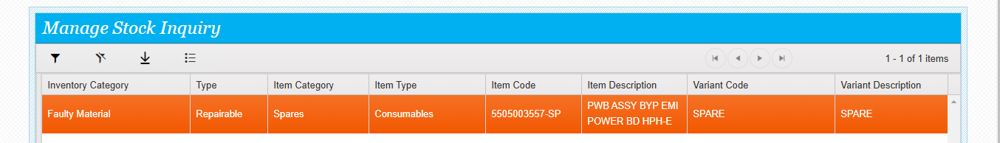 Manage Stock Inquiry
1 - 1 of 1 items
Inventory Category Type Item Category Item Type Item Code Item Description Variant Code Variant Description
Faulty Material Repairable Spares Consumables 5505003557-SP PWB ASSY BYP EMI SPARE SPARE
POWER BD HPH-E